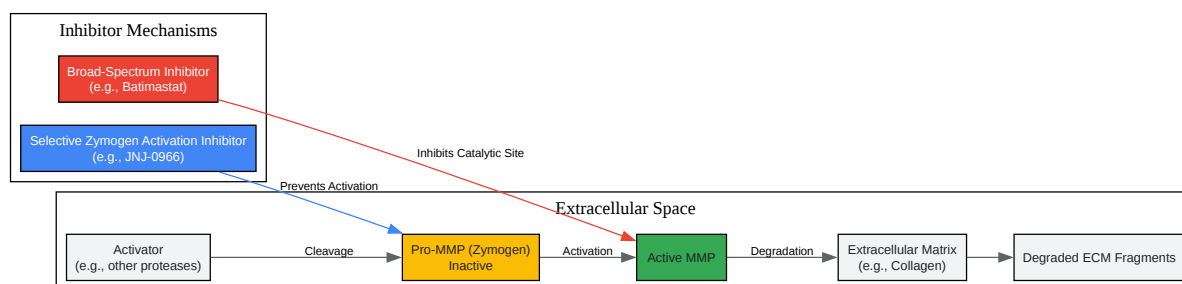 Inhibitor Mechanisms
Broad-Spectrum Inhibitor
(e.g., Batimastat)
Selective Zymogen Activation Inhibitor
(e.g., JNJ-0966)
Inhibits Catalytic Site
Prevents Activation
Extracellular Space
Activator
(e.g., other proteases)
Cleavage
Pro-MMP (Zymogen)
Inactive
Activation
Active MMP
Degradation
Extracellular Matrix
(e.g., Collagen)
Degraded ECM Fragments